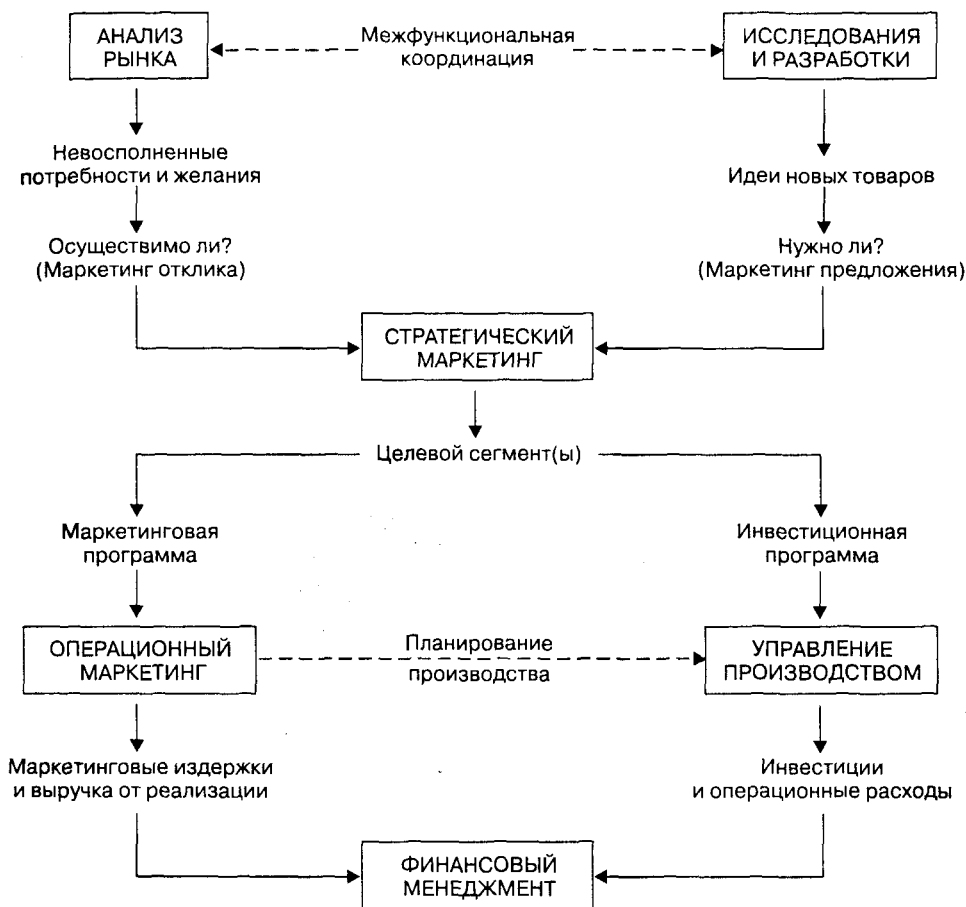 АНАЛИЗ
РЫНКА
Межфункциональная
координация
ИССЛЕДОВАНИЯ
И РАЗРАБОТКИ
Невосполненные
потребности и желания
Идеи новых товаров
Осуществимо ли?
(Маркетинг отклика)
Нужно ли?
(Маркетинг предложения)
СТРАТЕГИЧЕСКИЙ
МАРКЕТИНГ
Целевой сегмент(ы)
Маркетинговая
программа
Инвестиционная
программа
ОПЕРАЦИОННЫЙ
МАРКЕТИНГ
Планирование
производства
УПРАВЛЕНИЕ
ПРОИЗВОДСТВОМ
Маркетинговые издержки
и выручка от реализации
Инвестиции
и операционные расходы
ФИНАНСОВЫЙ
МЕНЕДЖМЕНТ